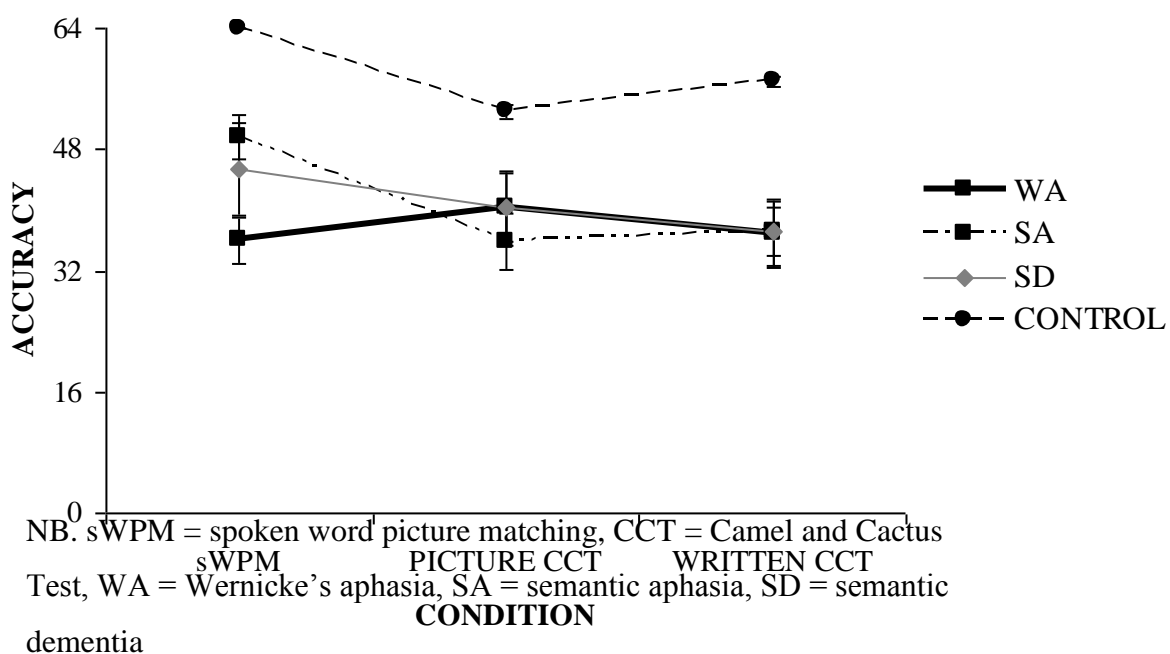 64
48
32
16
0
ACCURACY
WA
SA
SD
CONTROL
NB. sWPM = spoken word picture matching, CCT = Camel and Cactus
sWPM PICTURE CCT WRITTEN CCT
Test, WA = Wernicke’s aphasia, SA = semantic aphasia, SD = semantic
CONDITION
dementia